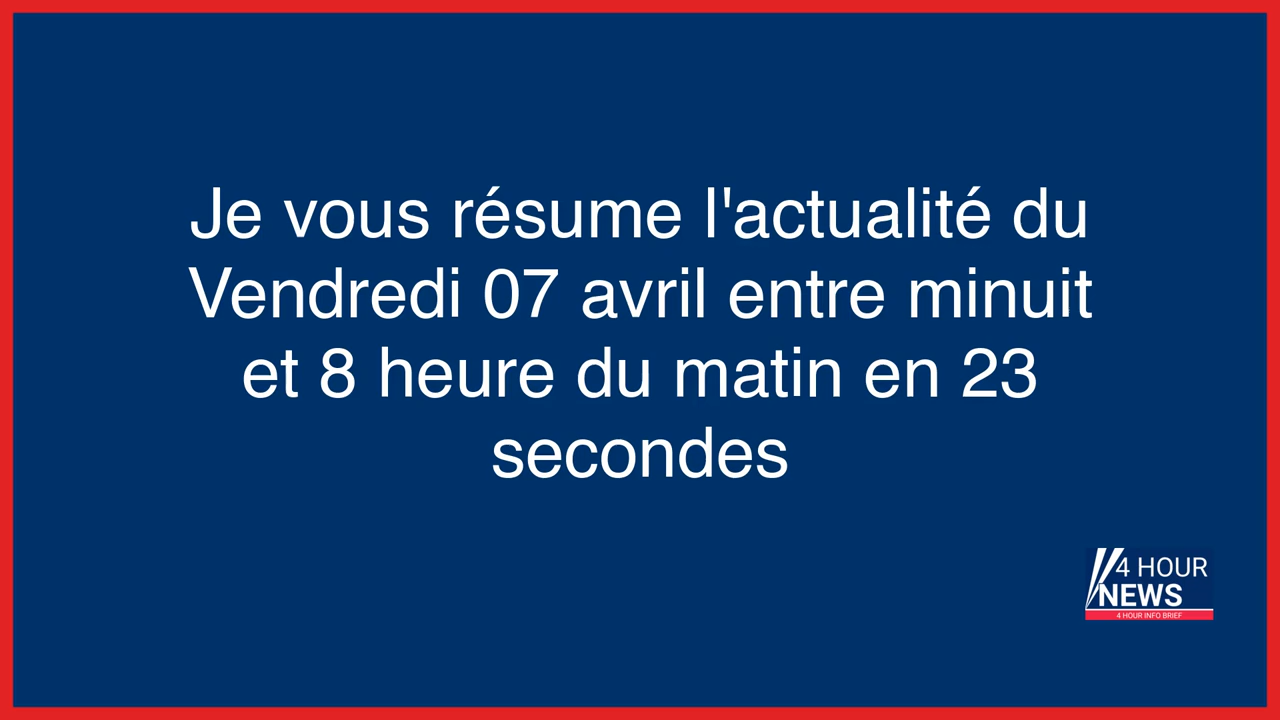 Je vous résume l'actualité du
Vendredi 07 avril entre minuit
et 8 heure du matin en 23
secondes
4 HOUR
NEWS
4 HOUR INFO BRIEF